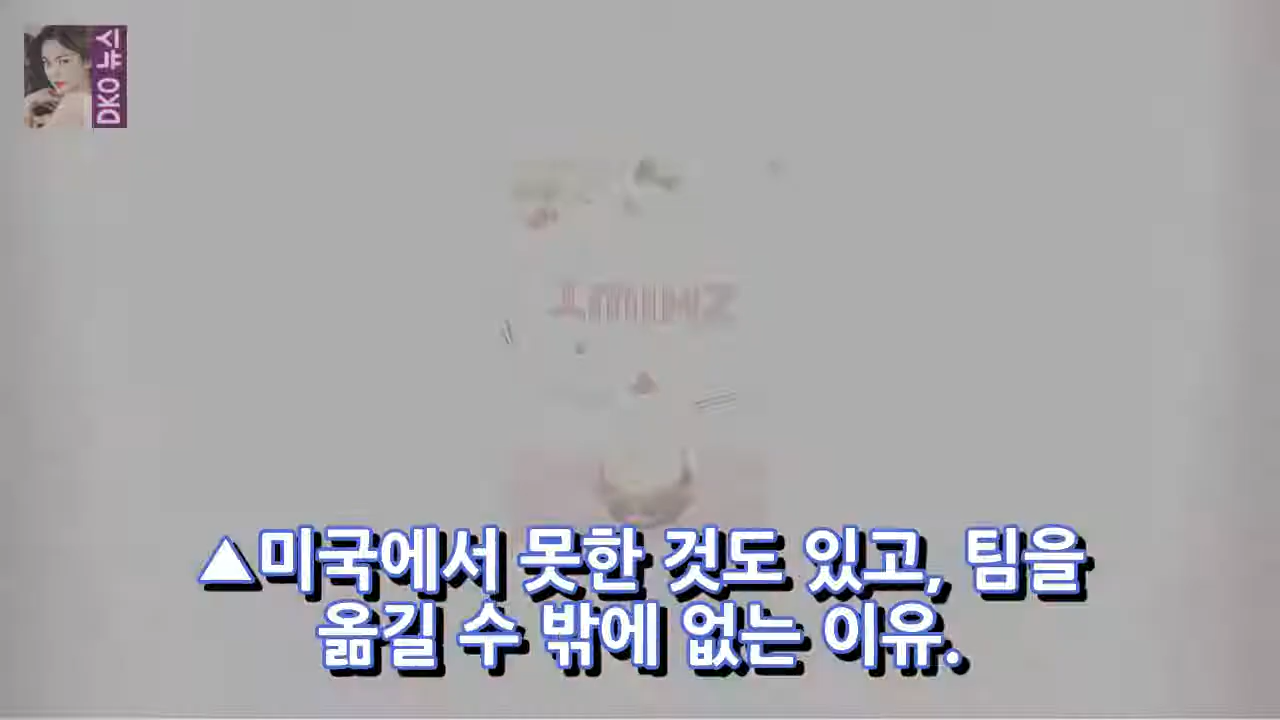 DKO 뉴스
▲미국에서 못한 것도 있고, 팀을
옮길 수 밖에 없는 이유.